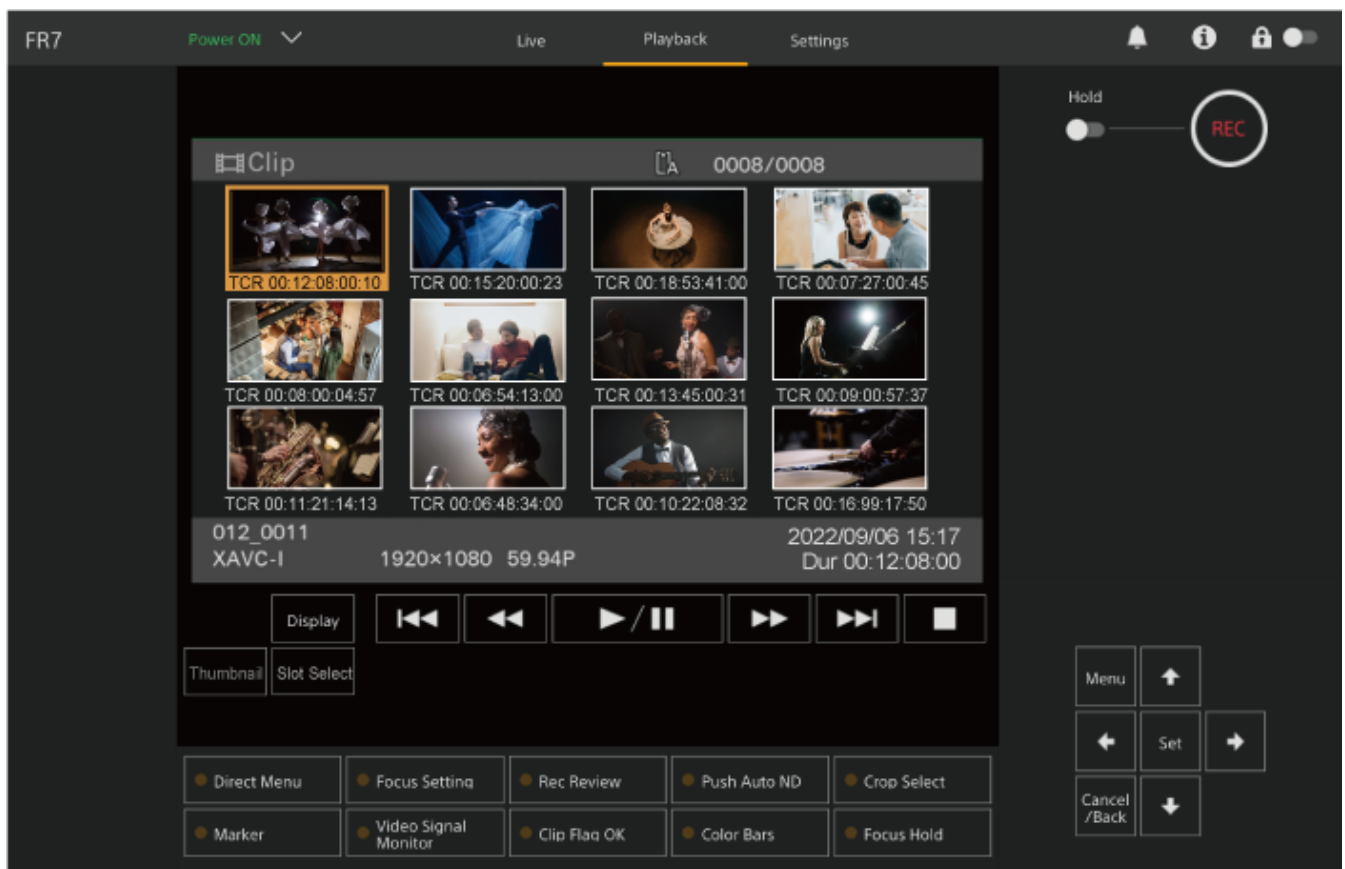 FR7 Power ON Live Playback Settings
Hold
REC
Clip A 0008/0008
TCR 00:12:08:00:10 TCR 00:15:20:00:23 TCR 00:18:53:41:00 TCR 00:07:27:00:45
TCR 00:08:00:04:57 TCR 00:06:54:13:00 TCR 00:13:45:00:31 TCR 00:09:00:57:37
TCR 00:11:21:14:13 TCR 00:06:48:34:00 TCR 00:10:22:08:32 TCR 00:16:99:17:50
012_0011 2022/09/06 15:17
XAVC-I 1920×1080 59.94P Dur 00:12:08:00
Display
Thumbnail Slot Select
Menu
Set
Cancel
/Back
Direct Menu Focus Setting Rec Review Push Auto ND Crop Select
Marker Video Signal
Monitor Clip Flag OK Color Bars Focus Hold